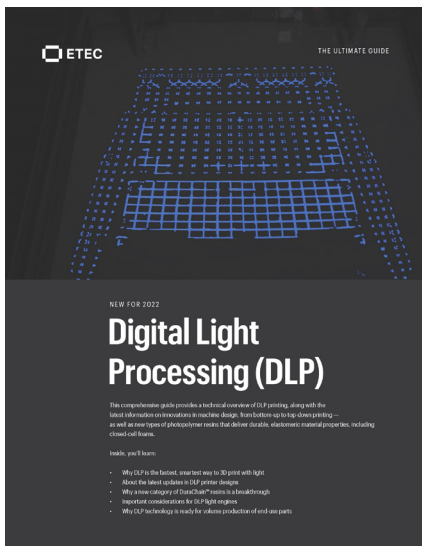 ETEC
THE ULTIMATE GUIDE
NEW FOR 2022
Digital Light
Processing (DLP)
This comprehensive guide provides a technical overview of DLP printing, along with the
latest information on innovations in machine design, from bottom-up to top-down printing —
as well as new types of photopolymer resins that deliver durable, elastomeric material properties, including
closed-cell foams.
Inside, you'll learn:
• Why DLP is the fastest, smartest way to 3D print with light
• About the latest updates in DLP printer designs
• Why a new category of DuraChain™ resins is a breakthrough
• Important considerations for DLP light engines
• Why DLP technology is ready for volume production of end-use parts